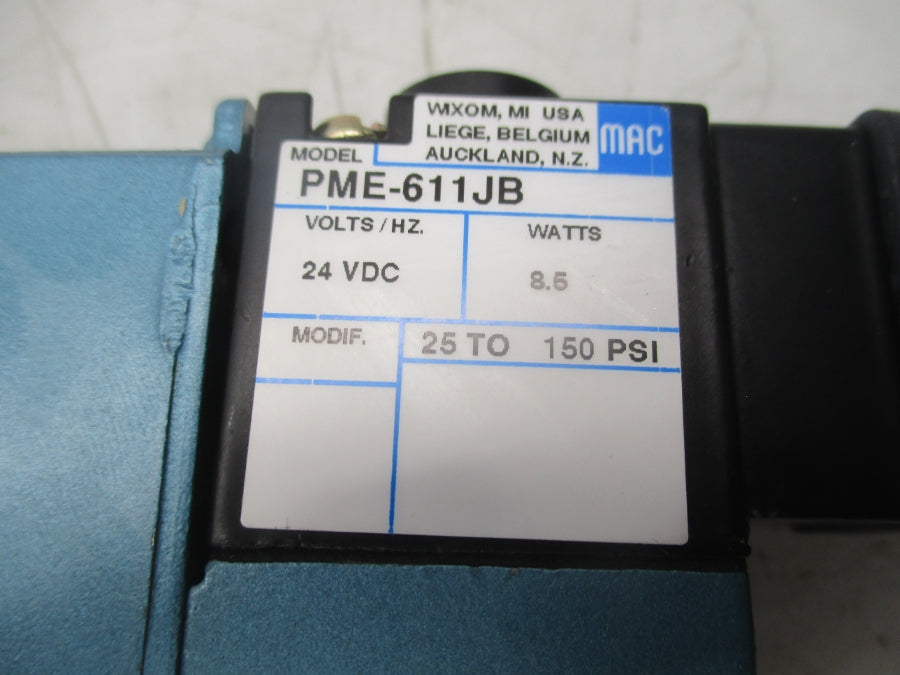 WIXOM, MI USA
LIEGE, BELGIUM
AUCKLAND, N.Z.
MAC
MODEL
PME-611JB
VOLTS / HZ.
24 VDC
WATTS
8.5
MODIF.
25 TO 150 PSI